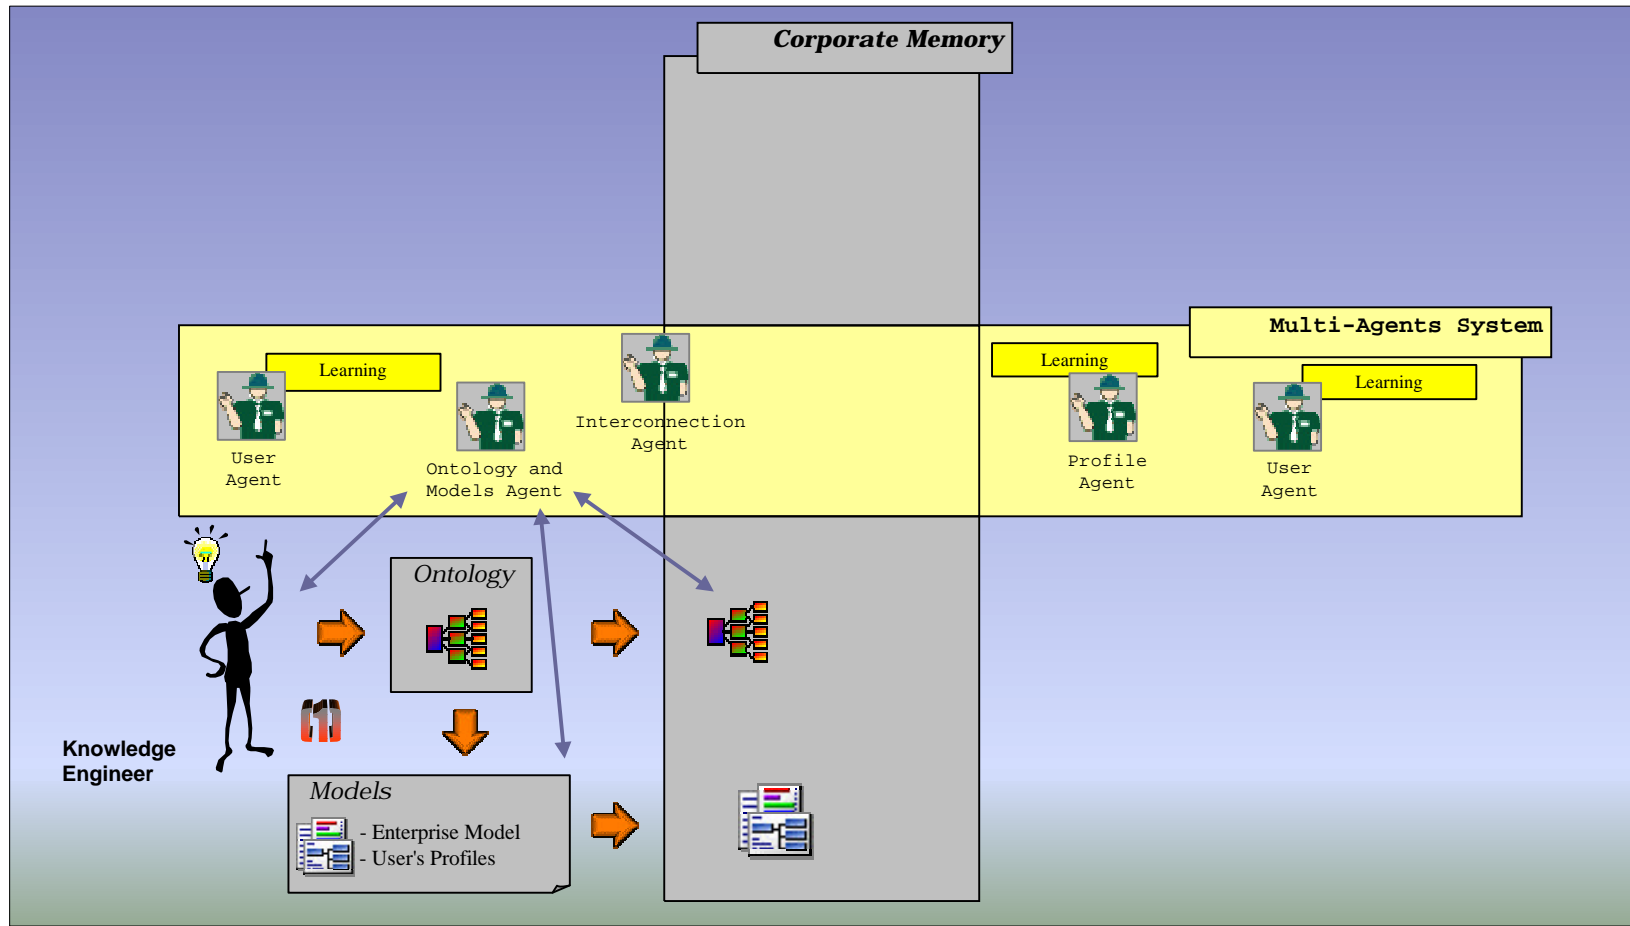 Corporate Memory
Multi-Agents System
Learning
Learning
Learning
User
Agent
Ontology and
Models Agent
Interconnection
Agent
Profile
Agent
User
Agent
Ontology
(1)
Knowledge
Engineer
Models
- Enterprise Model
- User's Profiles